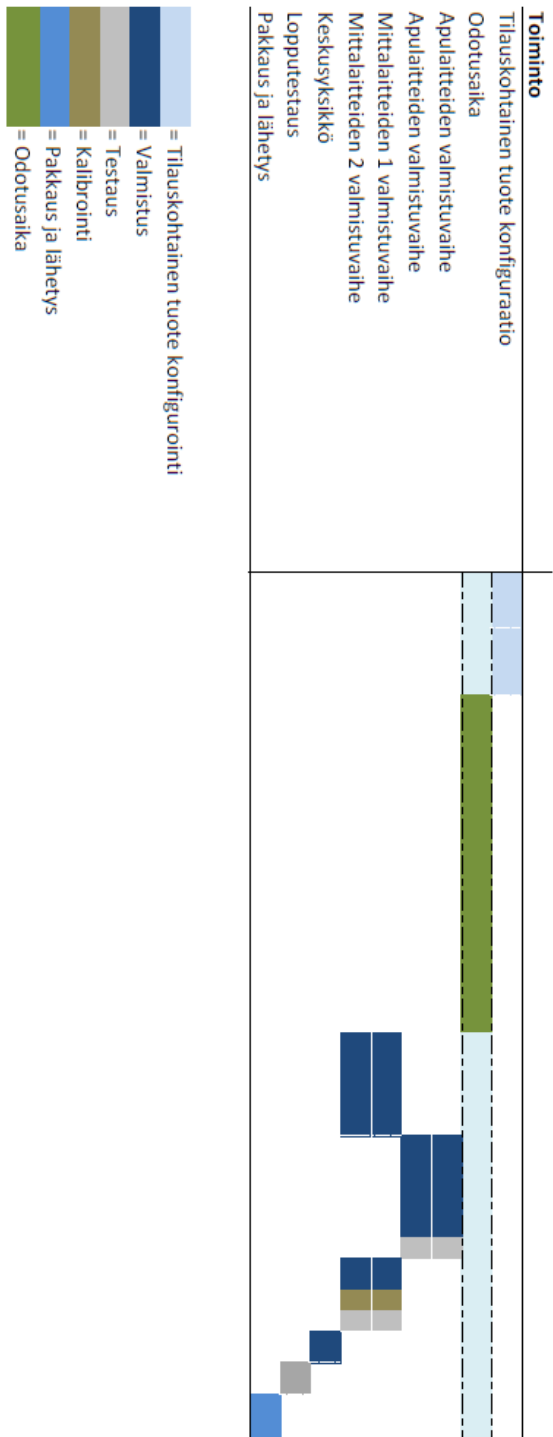 Toiminto
Tilauskohtainen tuote konfiguraatio
Odotusaika
Apulaitteiden valmistuvaihe
Apulaitteiden valmistuvaihe
Mittalaitteiden 1 valmistuvaihe
Mittalaitteiden 2 valmistuvaihe
Keskusyksikkö
Lopputestaus
Pakkaus ja lähetys
= Tilauskohtainen tuote konfigurointi
= Valmistus
= Testaus
= Kalibrointi
= Pakkaus ja lähetys
= Odotusaika